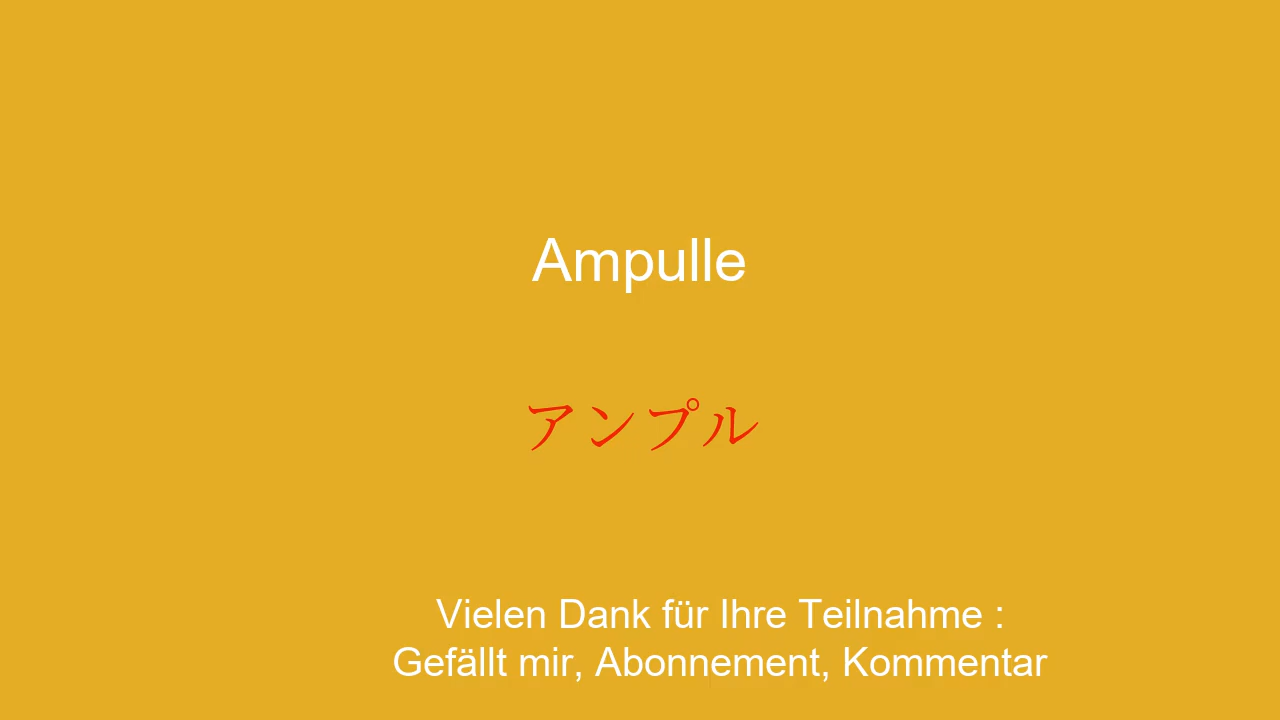 Ampulle
アンプル
Vielen Dank für Ihre Teilnahme :
Gefällt mir, Abonnement, Kommentar